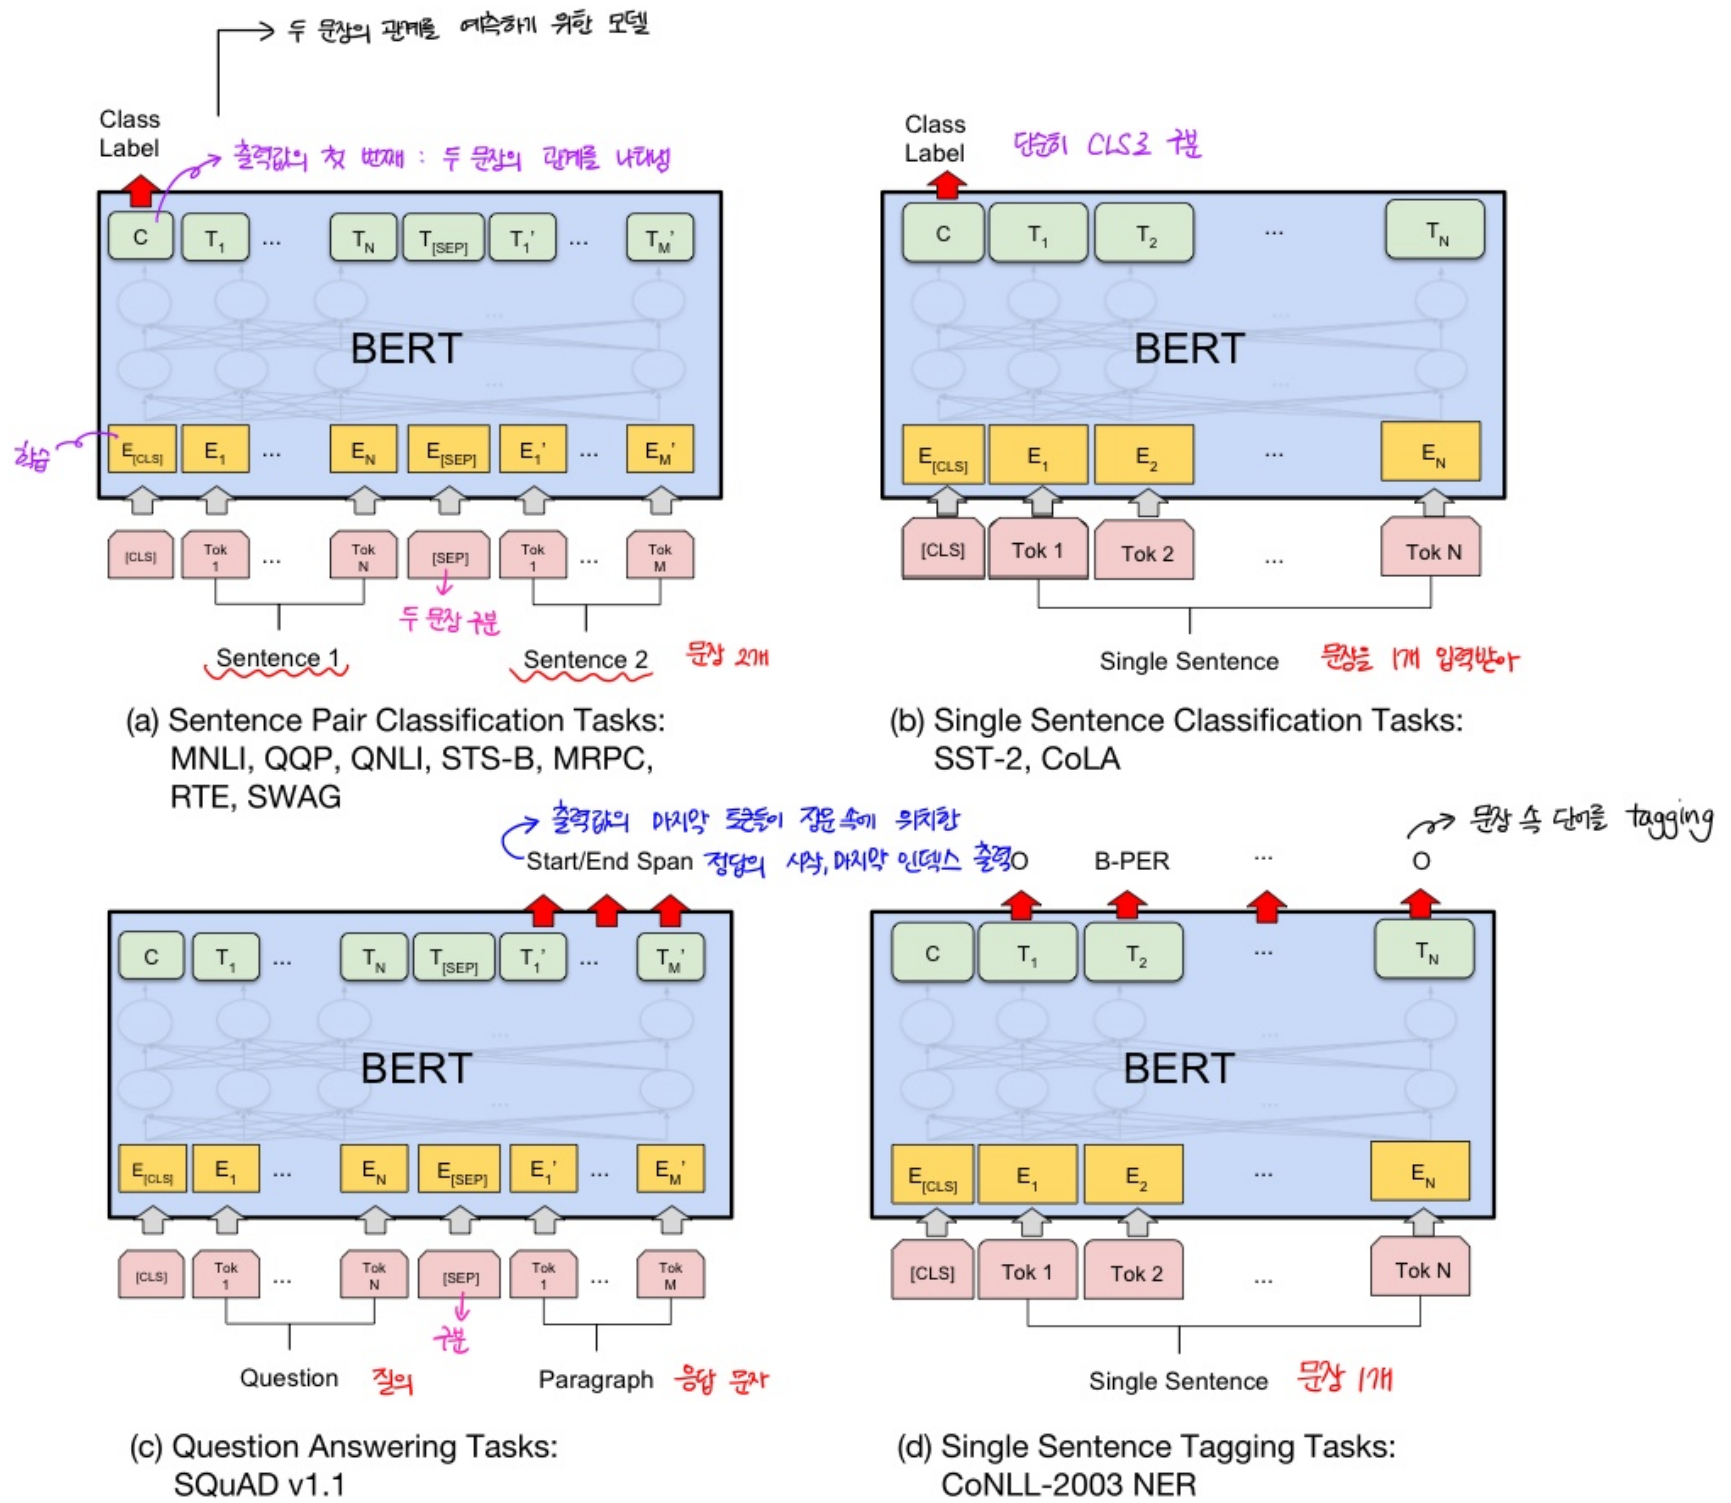 두 문장의 관계를 예측하기 위한 모델
Class
Label
출력값의 첫 번째 : 두 문장의 관계를 나타냄
C T1 ... TN T[SEP] T1' ... TM'
BERT
학습
E[CLS] E1 ... EN E[SEP] E1' ... EM'
[CLS] Tok 1 ... Tok N [SEP] Tok 1 ... Tok M
두 문장 구분
Sentence 1 Sentence 2 문장 2개
(a) Sentence Pair Classification Tasks:
MNLI, QQP, QNLI, STS-B, MRPC,
RTE, SWAG
Class
Label
단순히 CLS로 구분
C T1 T2 ... TN
BERT
E[CLS] E1 E2 ... EN
[CLS] Tok 1 Tok 2 ... Tok N
Single Sentence 문장을 1개 입력받아
(b) Single Sentence Classification Tasks:
SST-2, CoLA
출력값의 마지막 토큰들이 지문 속에 위치한
Start/End Span 정답의 시작, 마지막 인덱스 출력
C T1 ... TN T[SEP] T1' ... TM'
BERT
E[CLS] E1 ... EN E[SEP] E1' ... EM'
[CLS] Tok 1 ... Tok N [SEP] Tok 1 ... Tok M
구분
Question 질의 Paragraph 응답 문자
(c) Question Answering Tasks:
SQuAD v1.1
문장 속 단어를 tagging
O B-PER ... O
C T1 T2 ... TN
BERT
E[CLS] E1 E2 ... EN
[CLS] Tok 1 Tok 2 ... Tok N
Single Sentence 문장 1개
(d) Single Sentence Tagging Tasks:
CoNLL-2003 NER